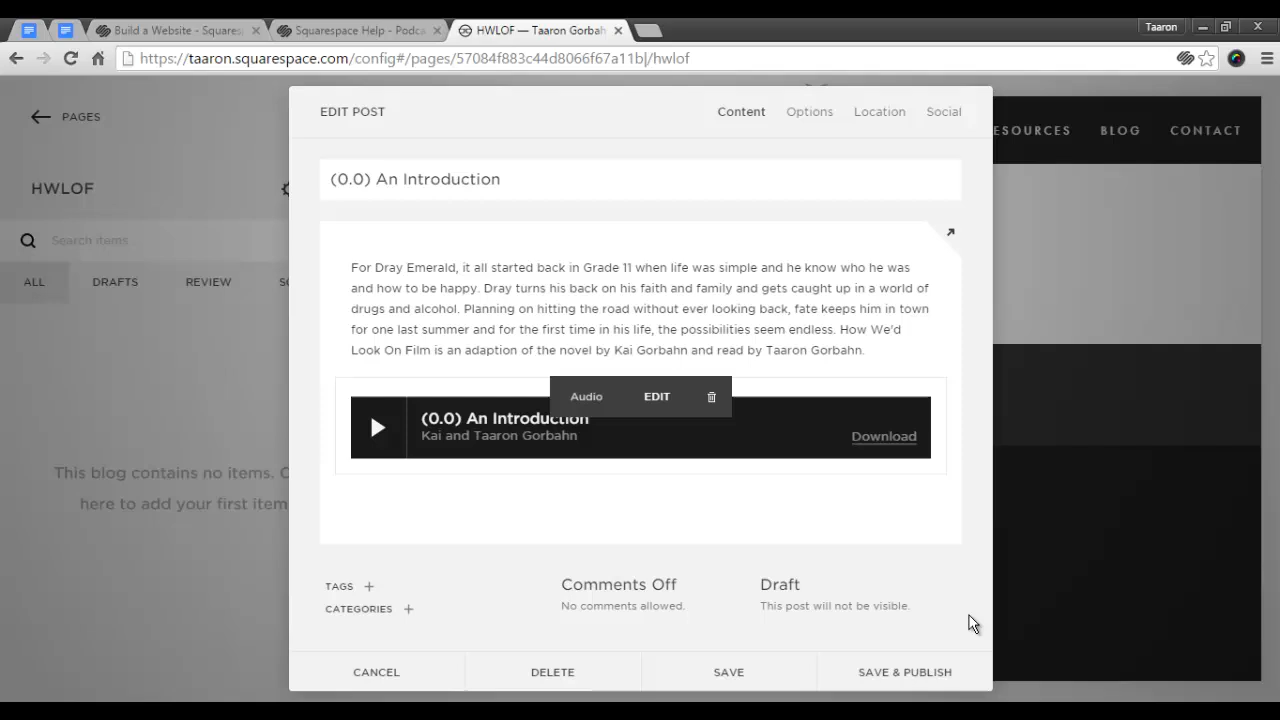 Build a Website - Squares
Squarespace Help - Podca
HWLOF — Taaron Gorbah
Taaron
https://taaron.squarespace.com/config#/pages/57084f883c44d8066f67a11b|/hwlof
PAGES
EDIT POST
Content
Options
Location
Social
ESOURCES
BLOG
CONTACT
HWLOF
(0.0) An Introduction
Search items
ALL
DRAFTS
REVIEW
SC
For Dray Emerald, it all started back in Grade 11 when life was simple and he know who he was
and how to be happy. Dray turns his back on his faith and family and gets caught up in a world of
drugs and alcohol. Planning on hitting the road without ever looking back, fate keeps him in town
for one last summer and for the first time in his life, the possibilities seem endless. How We'd
Look On Film is an adaption of the novel by Kai Gorbahn and read by Taaron Gorbahn.
Audio
EDIT
(0.0) An Introduction
Kai and Taaron Gorbahn
Download
This blog contains no items. C
here to add your first item
TAGS +
CATEGORIES +
Comments Off
No comments allowed.
Draft
This post will not be visible.
CANCEL
DELETE
SAVE
SAVE & PUBLISH